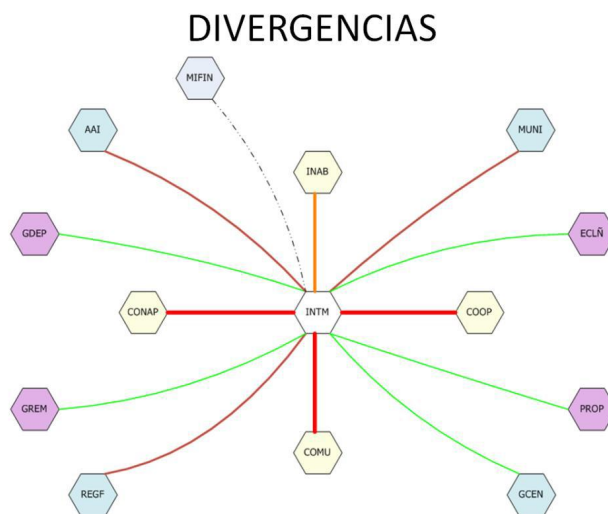 DIVERGENCIAS
MIFIN
AAI
MUNI
INAB
GDEP
ECLÑ
CONAP
INTM
COOP
GREM
PROP
COMU
REGF
GCEN